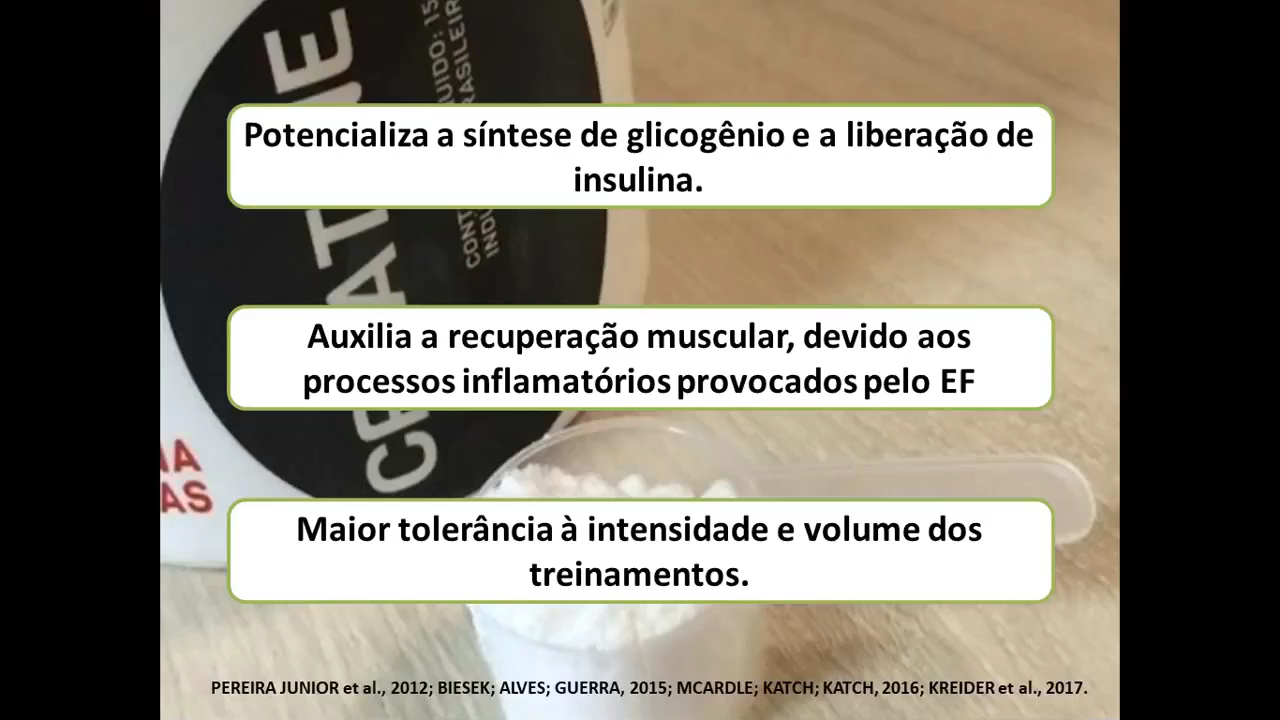 Potencializa a síntese de glicogênio e a liberação de
insulina.
Auxilia a recuperação muscular, devido aos
processos inflamatórios provocados pelo EF
Maior tolerância à intensidade e volume dos
treinamentos.
PEREIRA JUNIOR et al., 2012; BIESEK; ALVES; GUERRA, 2015; MCARDLE; KATCH; KATCH, 2016; KREIDER et al., 2017.